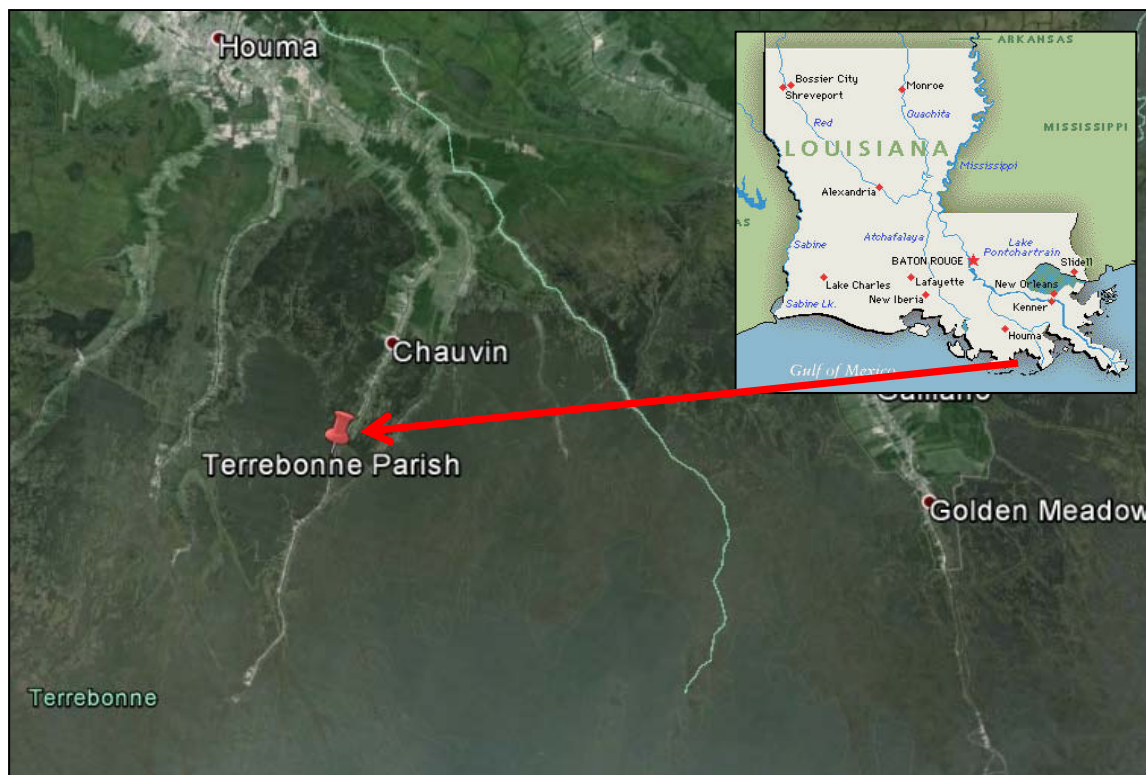 Houma
Chauvin
Terrebonne Parish
Galliano
Golden Meadow
Terrebonne
ARKANSAS
Bossier City
Shreveport
Monroe
Red
Ouachita
MISSISSIPPI
LOUISIANA
Mississippi
Alexandria
AS
Sabine
Atchafalaya
Lake
Pontchartrain
BATON ROUGE
Slidell
Lake Charles
Lafayette
New Orleans
New Iberia
Kenner
Sabine Lk.
Houma
Gulf of Mexico